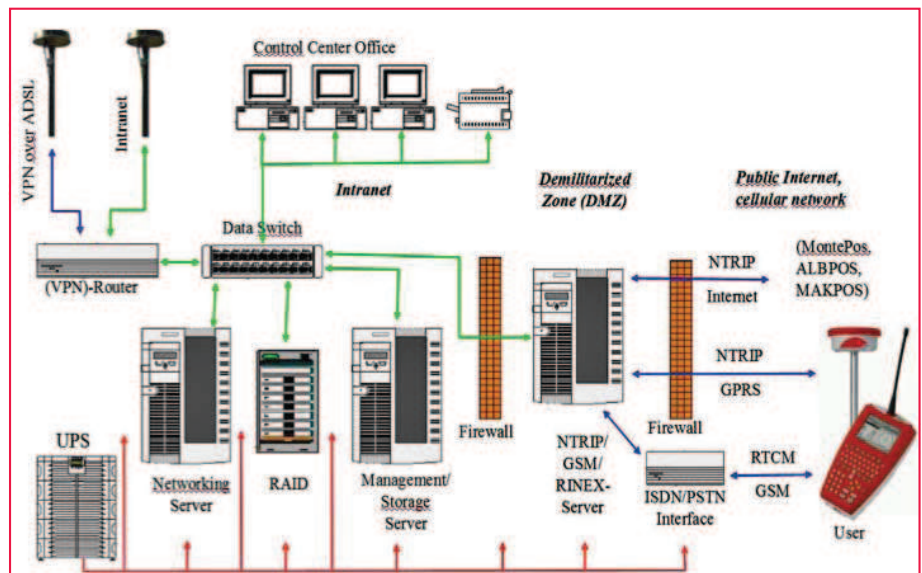 Control Center Office
VPN over ADSL
Intranet
Intranet
Demilitarized
Zone (DMZ)
Public Internet,
cellular network
Data Switch
(VPN)-Router
NTRIP
Internet
(MontePos,
ALBPOS,
MAKPOS)
NTRIP
GPRS
UPS
Networking
Server
RAID
Management/
Storage
Server
Firewall
NTRIP/
GSM/
RINEX-
Server
Firewall
ISDN/PSTN
Interface
RTCM
GSM
User